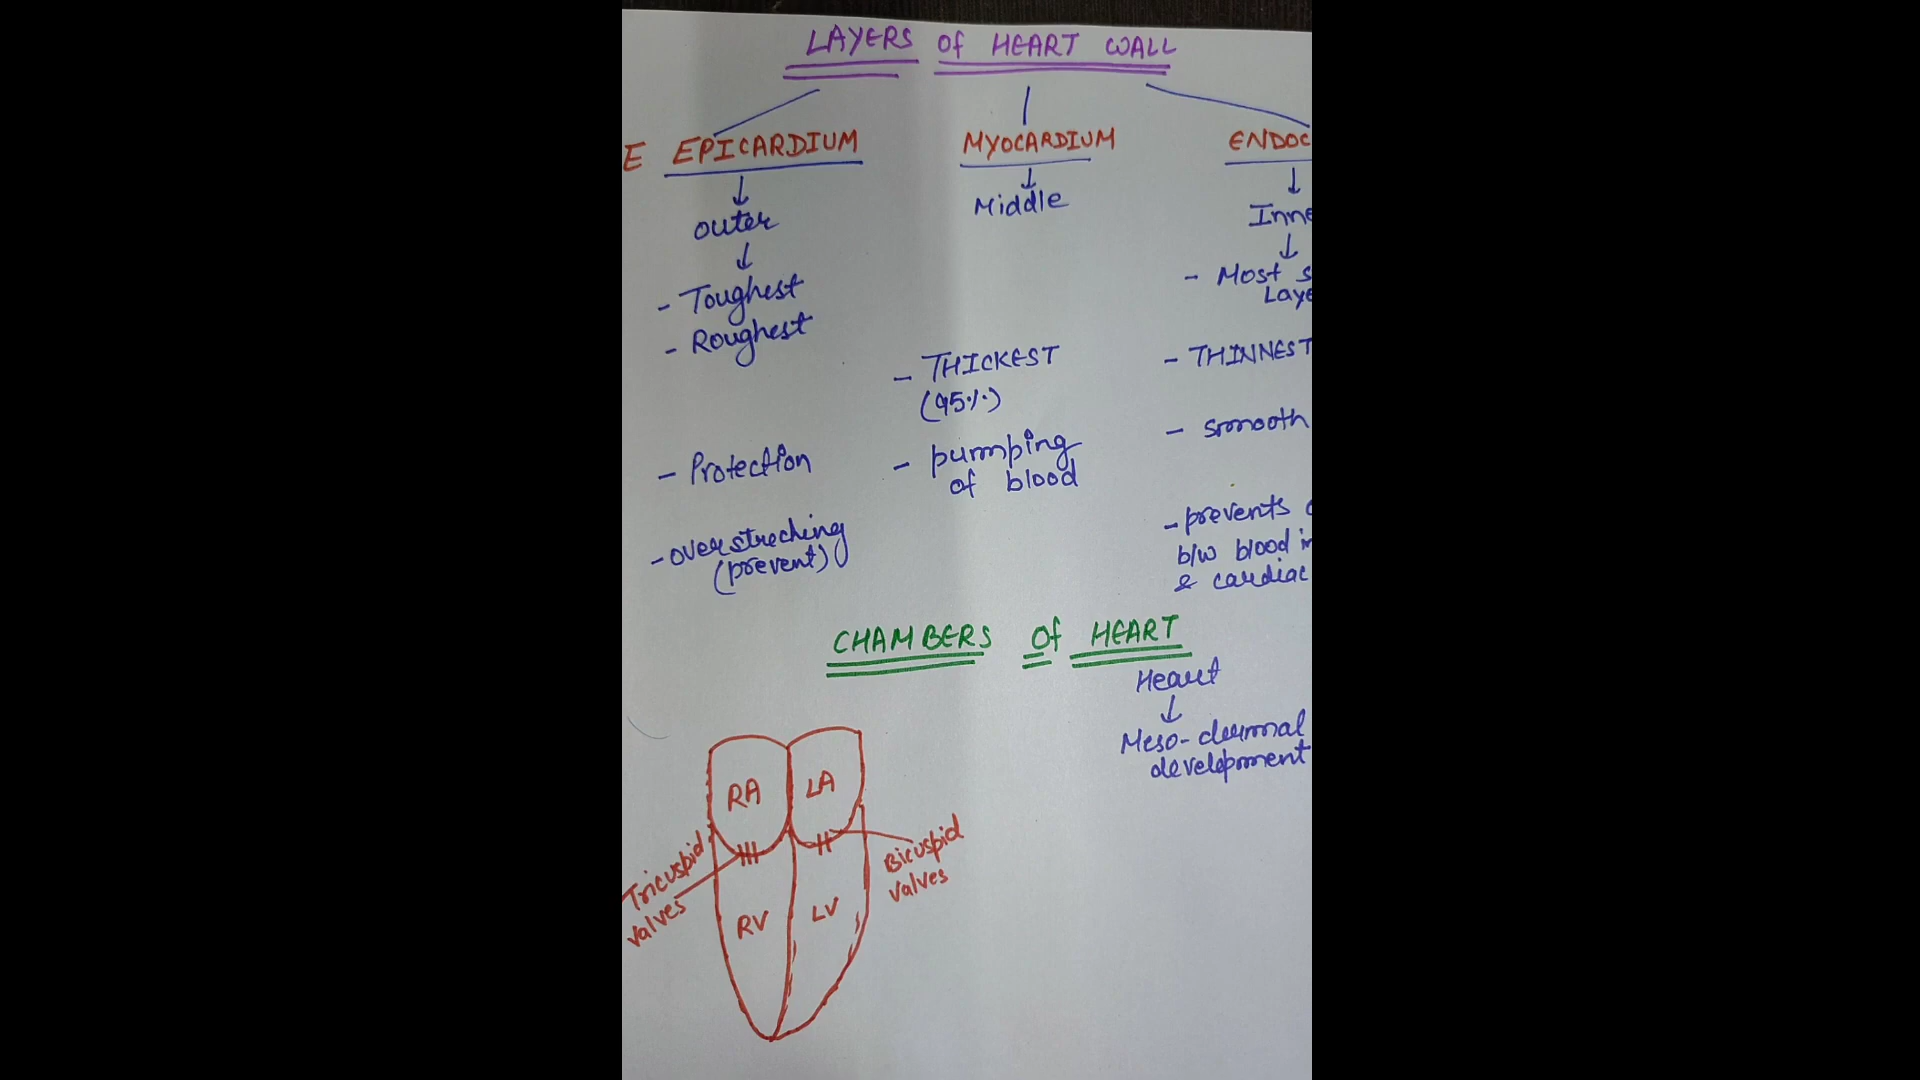 LAYERS Of HEART WALL
E EPICARDIUM
outer
- Toughest
- Roughest
- Protection
- overstreching
(prevent)
MYOCARDIUM
Middle
- THICKEST
(95%)
- pumping
of blood
ENDOC
Inne
- Most s
Laye
- THINNEST
- smooth
- prevents
b/w blood in
& cardiac
CHAMBERS Of HEART
Heart
Meso-dermal
development
RA LA
Tricuspid
valves
Bicuspid
valves
RV LV